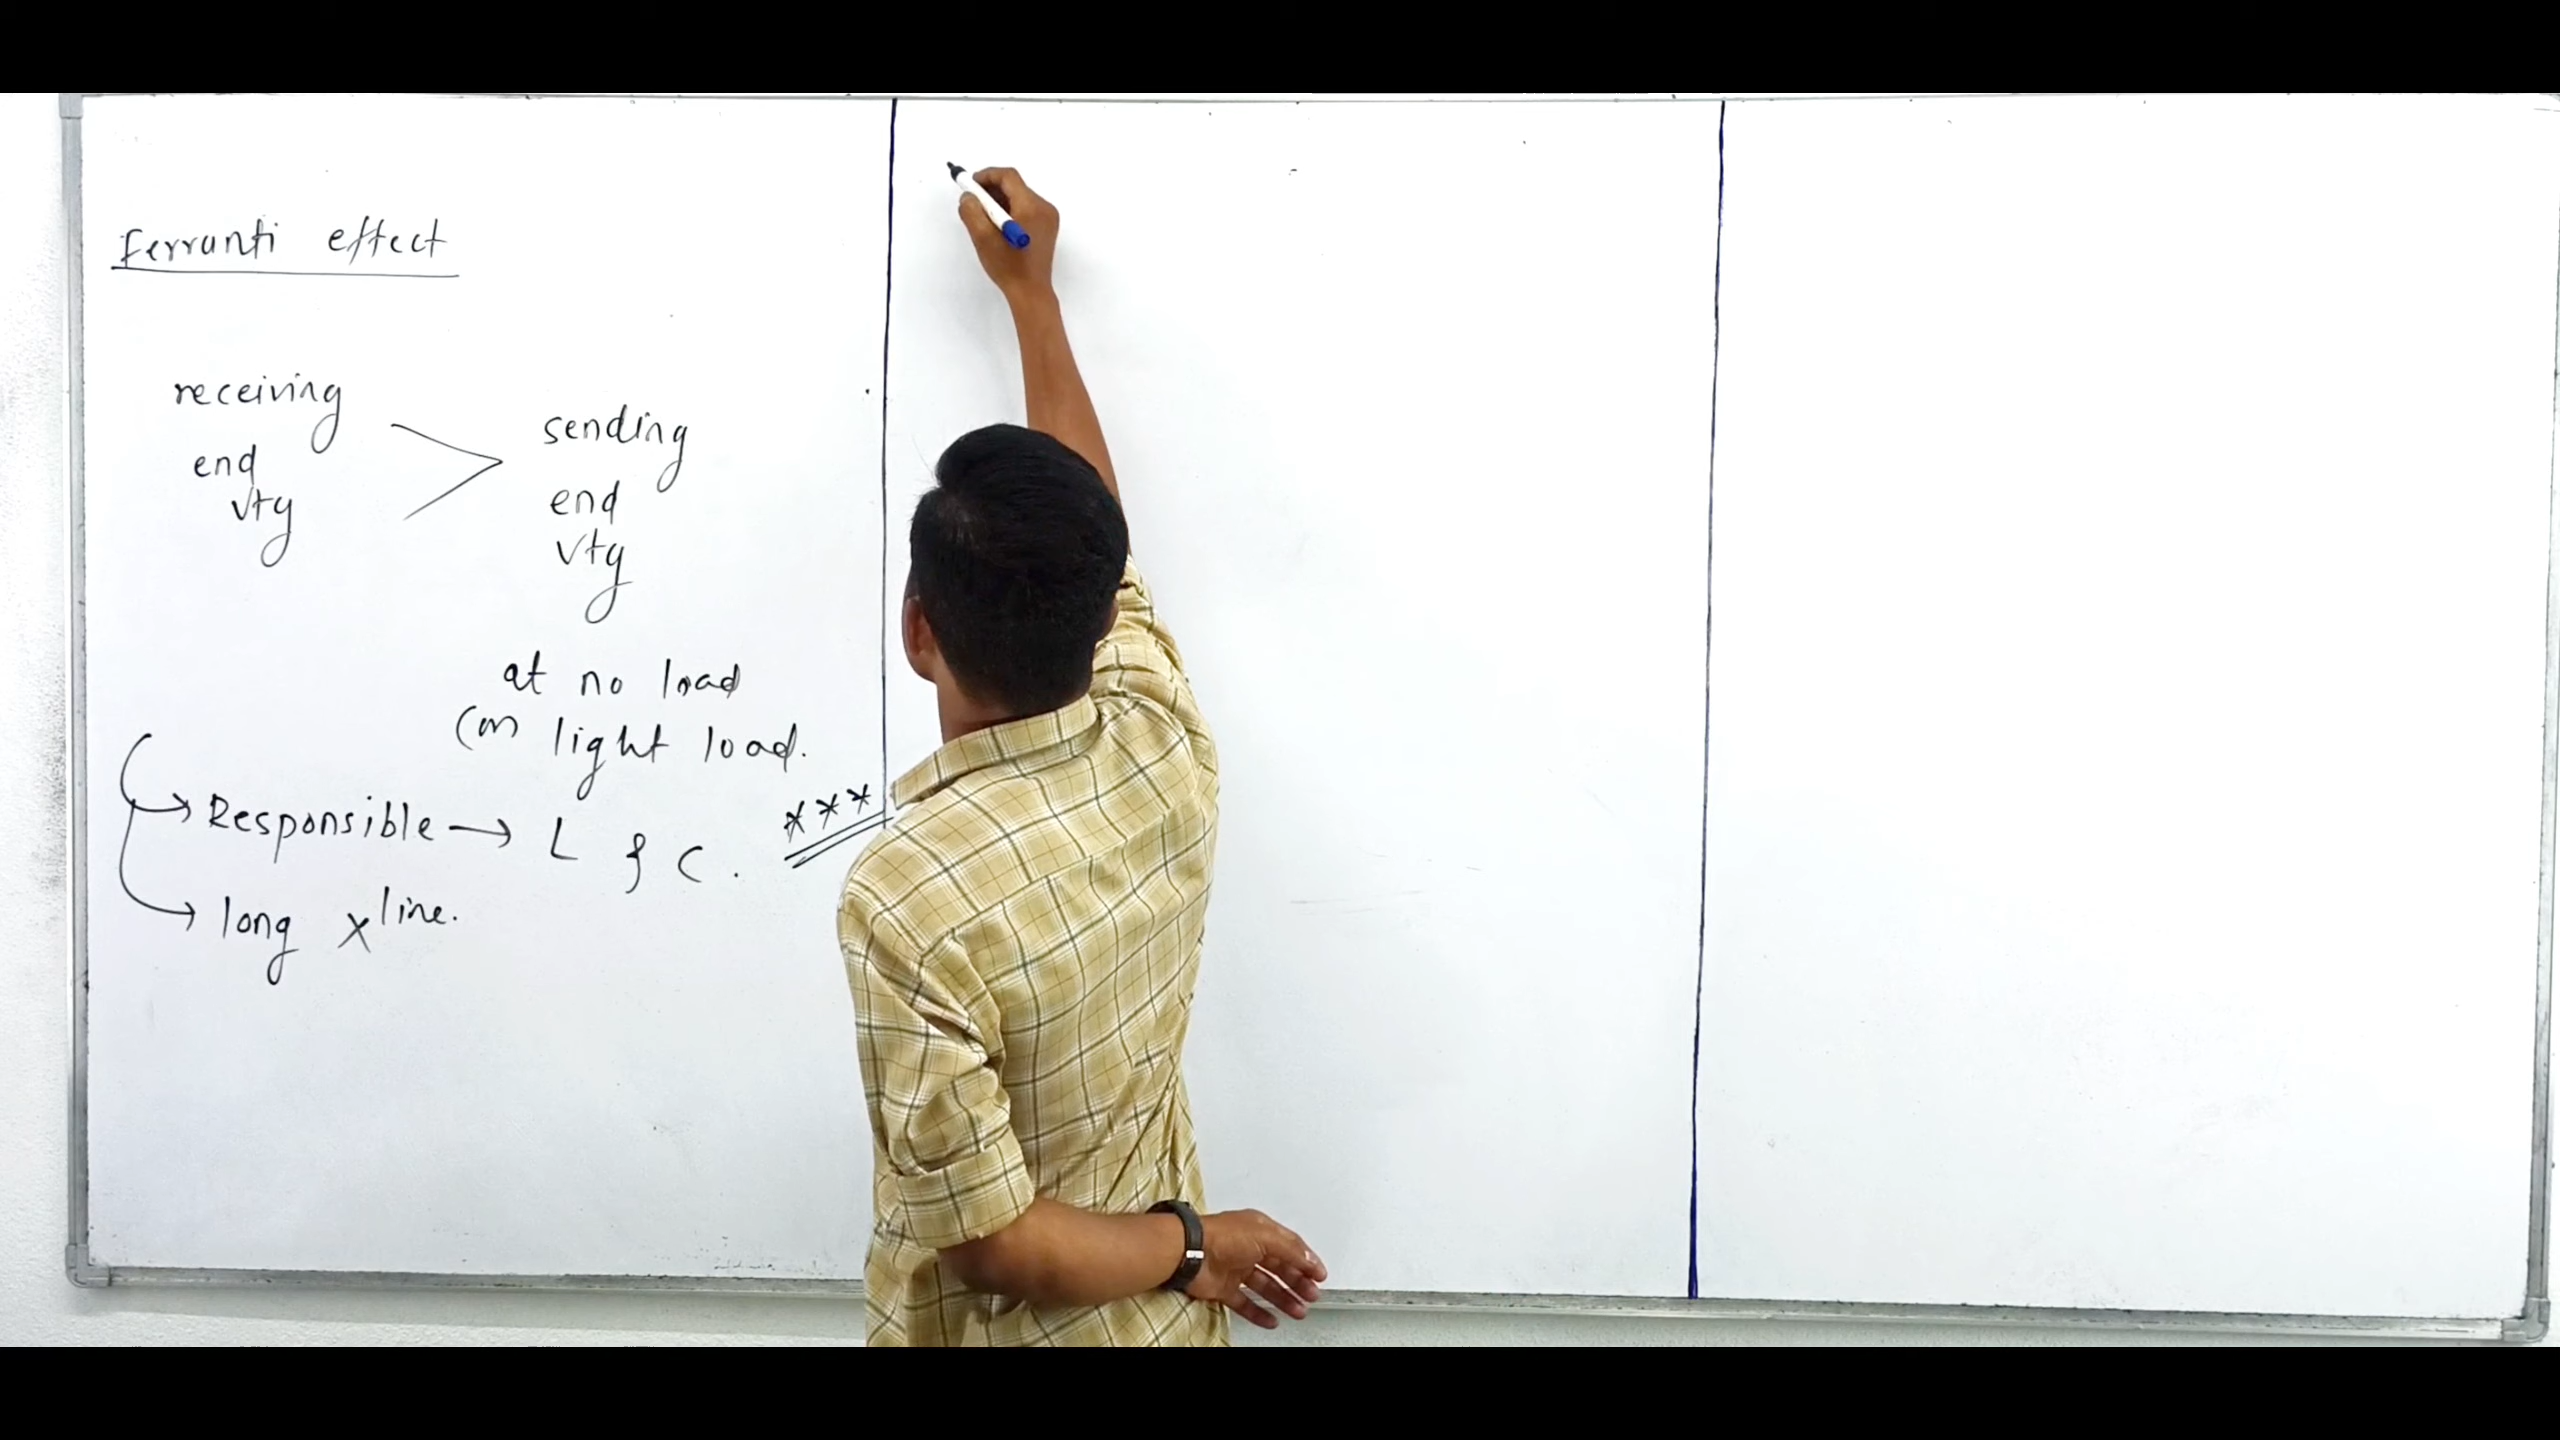 Ferranti effect
receiving
end
vtg
>
sending
end
vtg
at no load
(or) light load.
→ Responsible → L & C. ***
→ long x line.